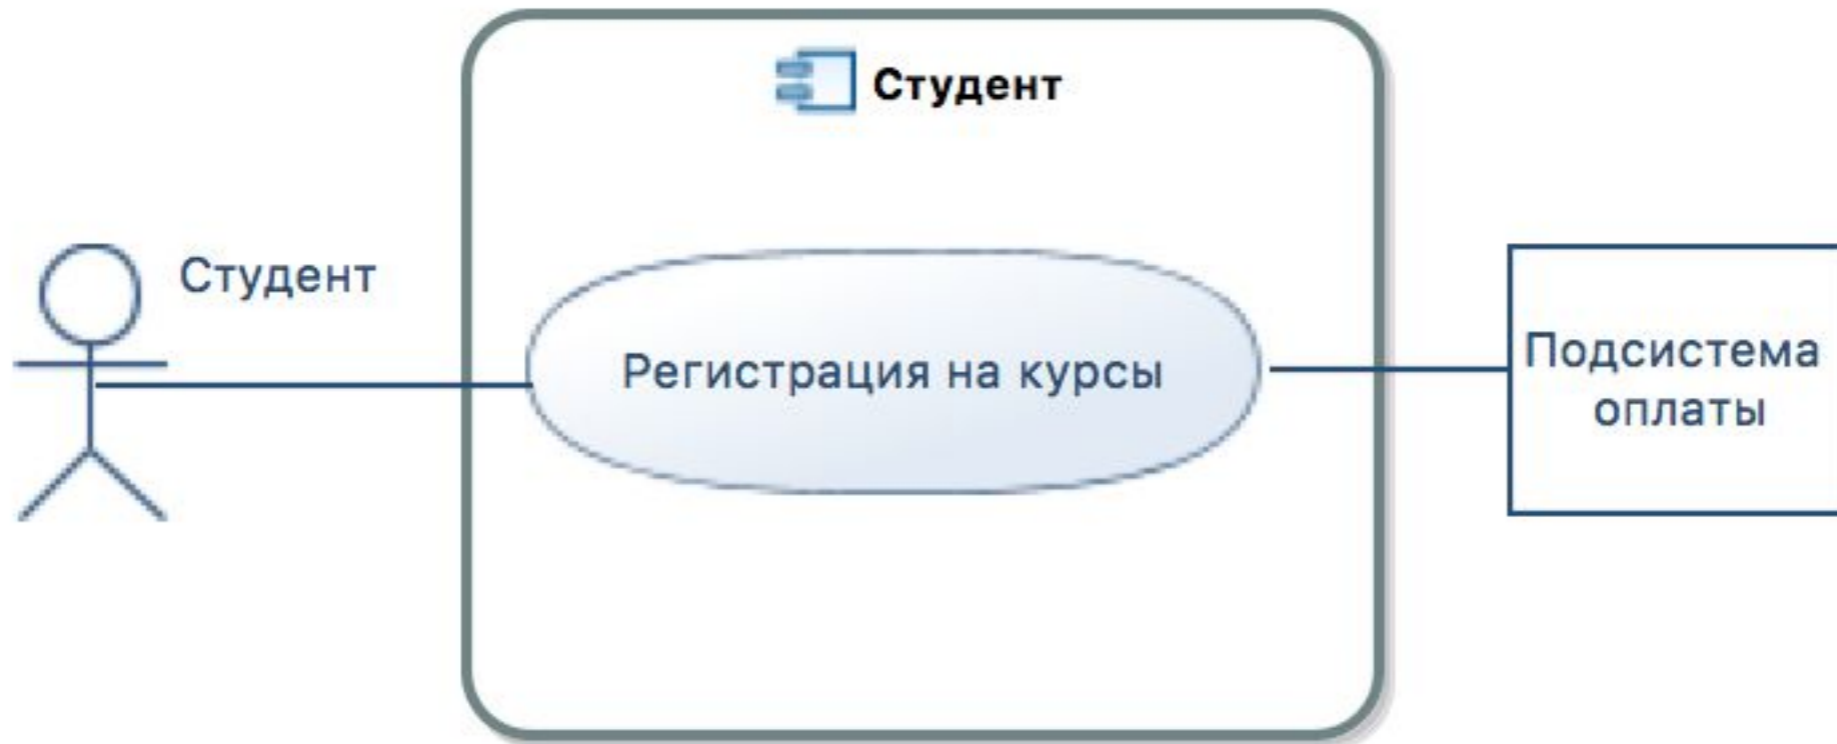 Студент
Студент
Регистрация на курсы
Подсистема
оплаты